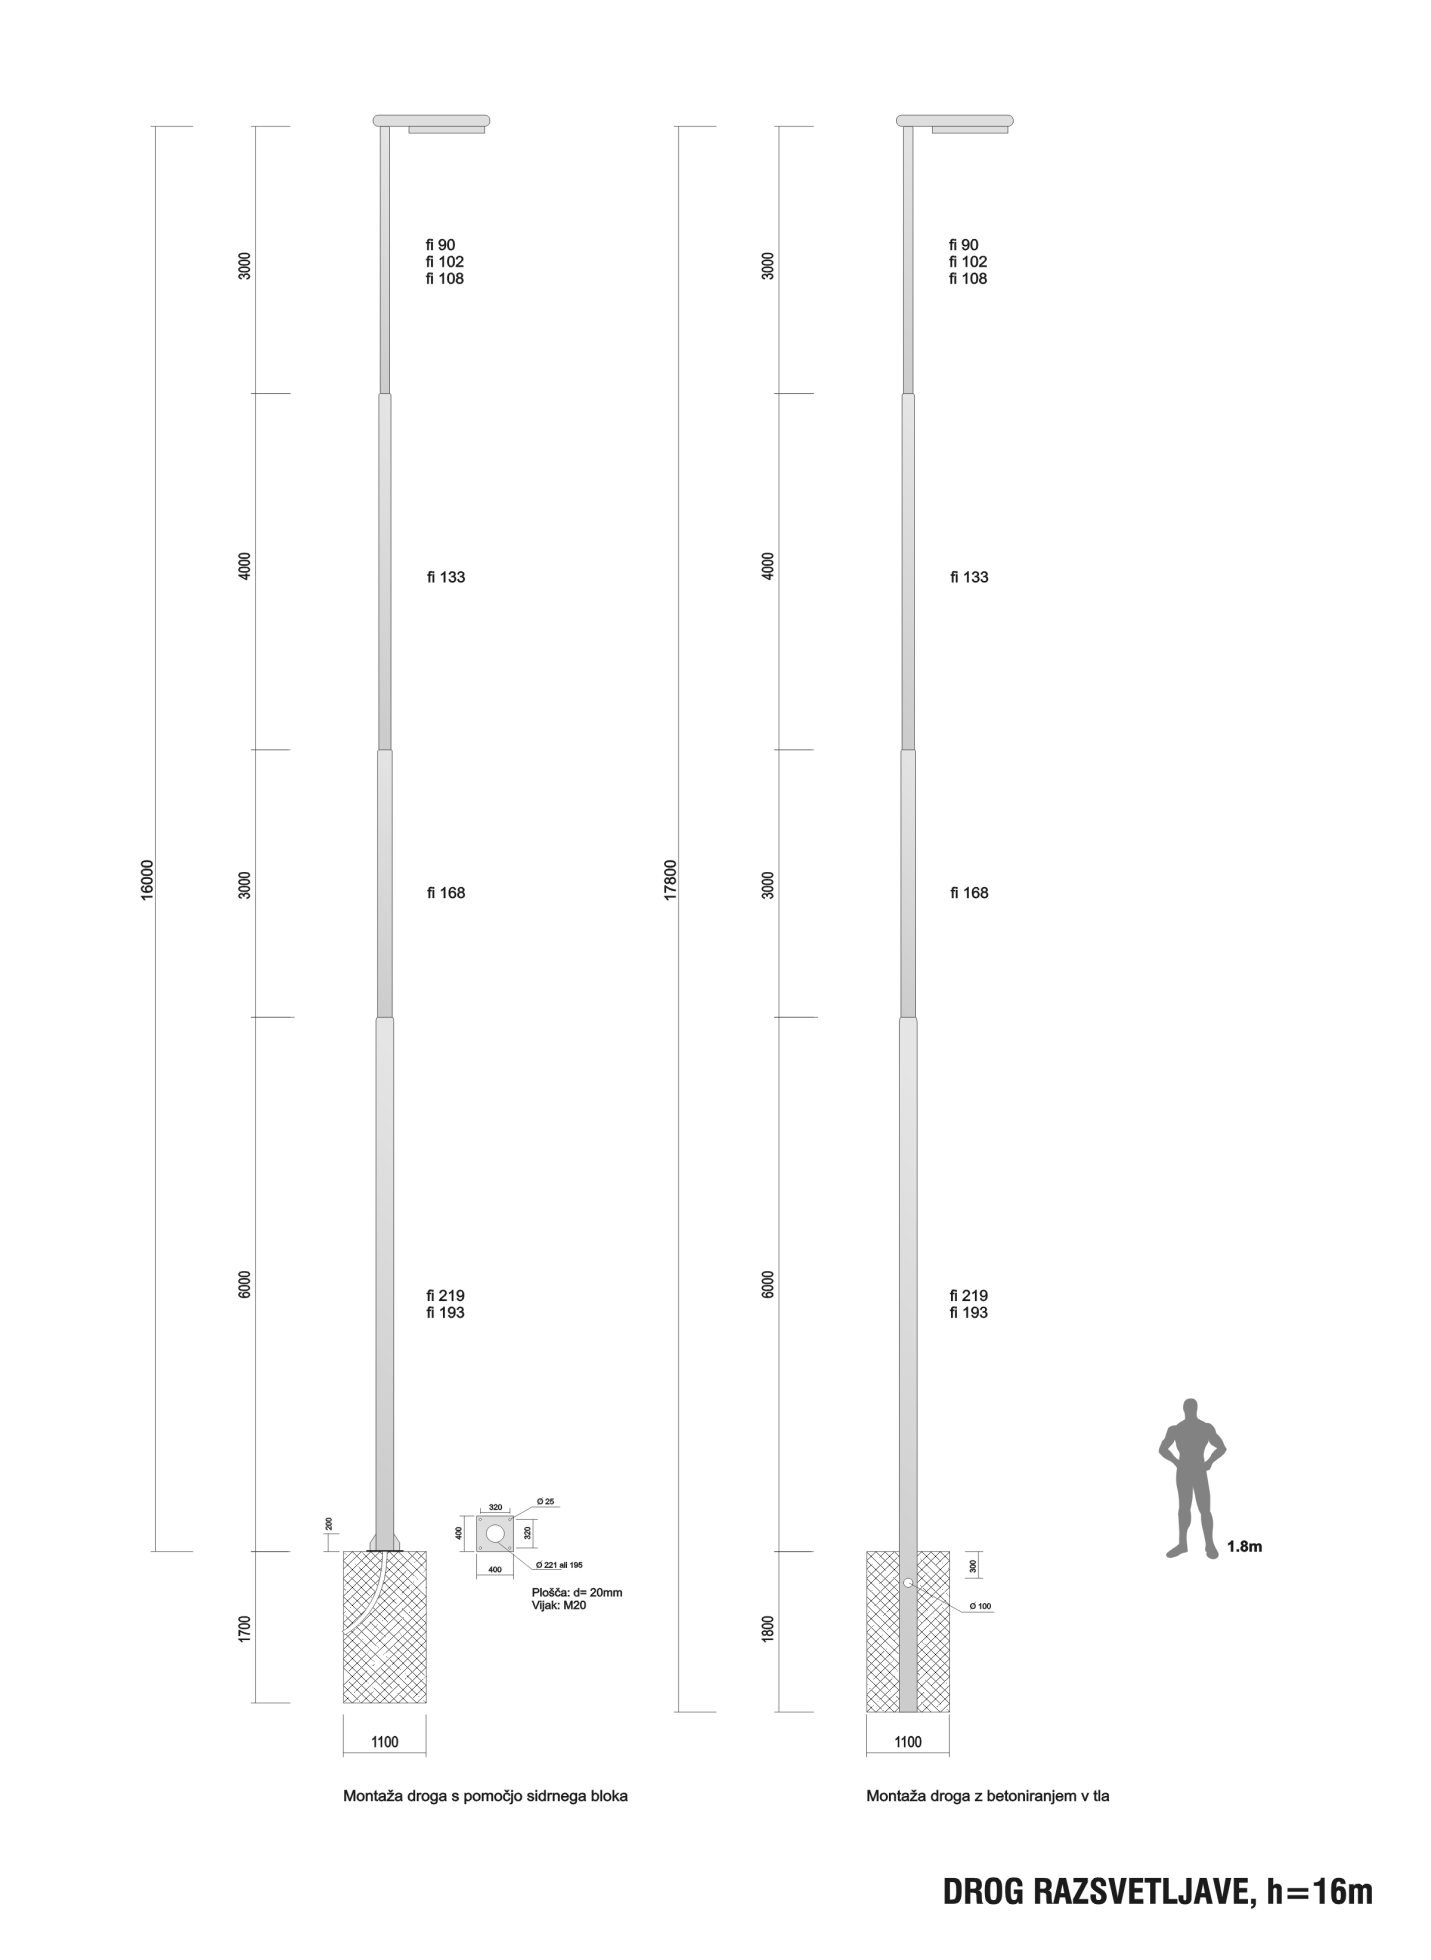 3000
fi 90
fi 102
fi 108
4000
fi 133
16000
3000
fi 168
6000
fi 219
fi 193
200
320
Ø 25
400
320
Ø 221 ali 195
400
Plošča: d= 20mm
Vijak: M20
1700
1100
Montaža droga s pomočjo sidrnega bloka
3000
fi 90
fi 102
fi 108
4000
fi 133
17800
3000
fi 168
6000
fi 219
fi 193
300
Ø 100
1800
1100
Montaža droga z betoniranjem v tla
1.8m
DROG RAZSVETLJAVE, h=16m